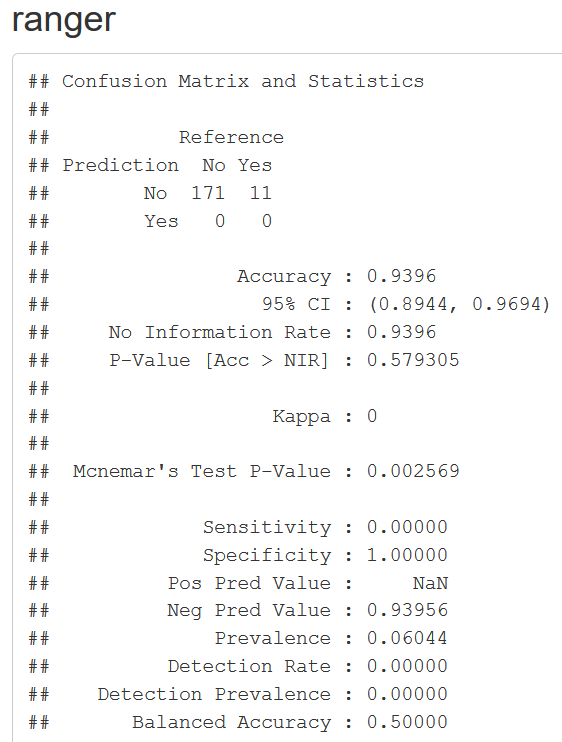 ranger
## Confusion Matrix and Statistics
##
##           Reference
## Prediction  No Yes
##        No  171  11
##        Yes   0   0
##
##                Accuracy : 0.9396
##                  95% CI : (0.8944, 0.9694)
##     No Information Rate : 0.9396
##     P-Value [Acc > NIR] : 0.579305
##
##                   Kappa : 0
##
##  Mcnemar's Test P-Value : 0.002569
##
##             Sensitivity : 0.00000
##             Specificity : 1.00000
##          Pos Pred Value :     NaN
##          Neg Pred Value : 0.93956
##              Prevalence : 0.06044
##          Detection Rate : 0.00000
##    Detection Prevalence : 0.00000
##       Balanced Accuracy : 0.50000